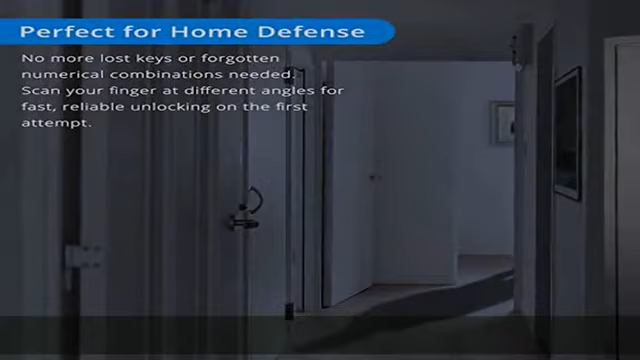 Perfect for Home Defense
No more lost keys or forgotten
numerical combinations needed.
Scan your finger at different angles for
fast, reliable unlocking on the first
attempt.